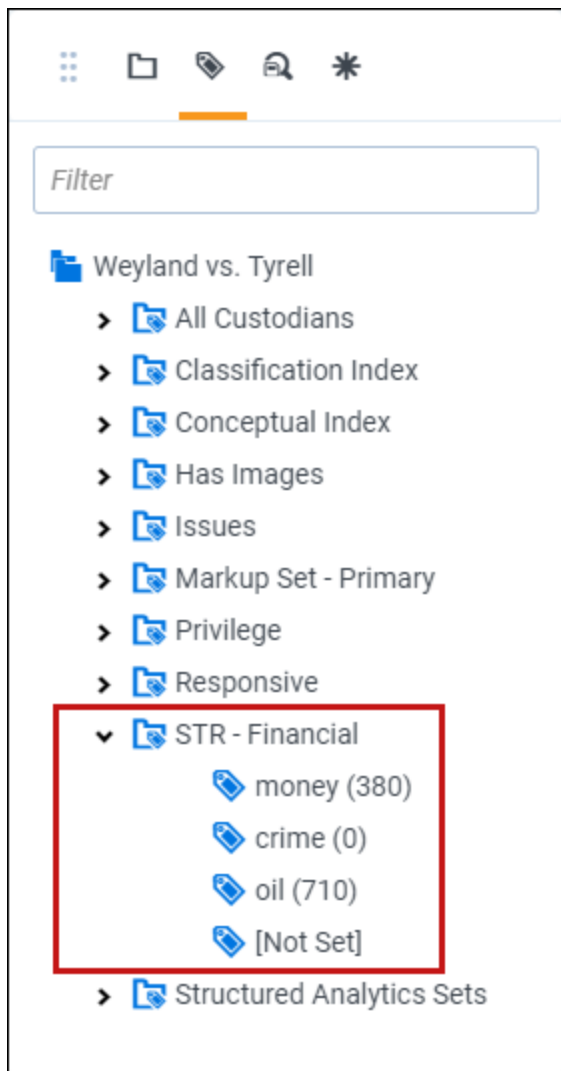 Filter
Weyland vs. Tyrell
All Custodians
Classification Index
Conceptual Index
Has Images
Issues
Markup Set - Primary
Privilege
Responsive
STR - Financial
money (380)
crime (0)
oil (710)
[Not Set]
Structured Analytics Sets